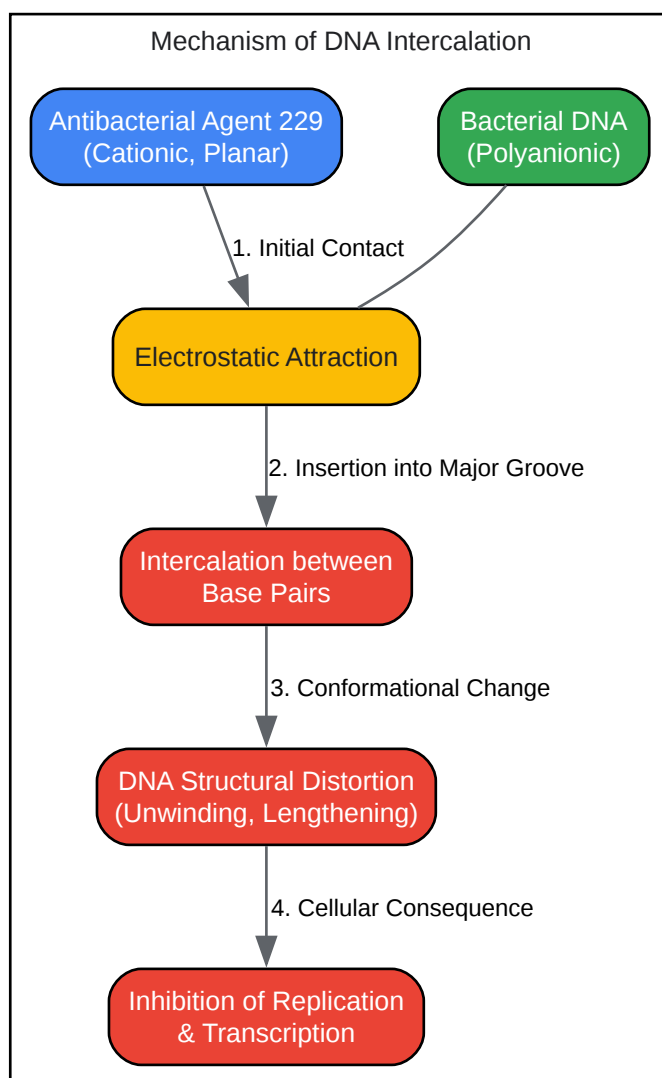 Mechanism of DNA Intercalation
Antibacterial Agent 229
(Cationic, Planar)
Bacterial DNA
(Polyanionic)
1. Initial Contact
Electrostatic Attraction
2. Insertion into Major Groove
Intercalation between
Base Pairs
3. Conformational Change
DNA Structural Distortion
(Unwinding, Lengthening)
4. Cellular Consequence
Inhibition of Replication
& Transcription